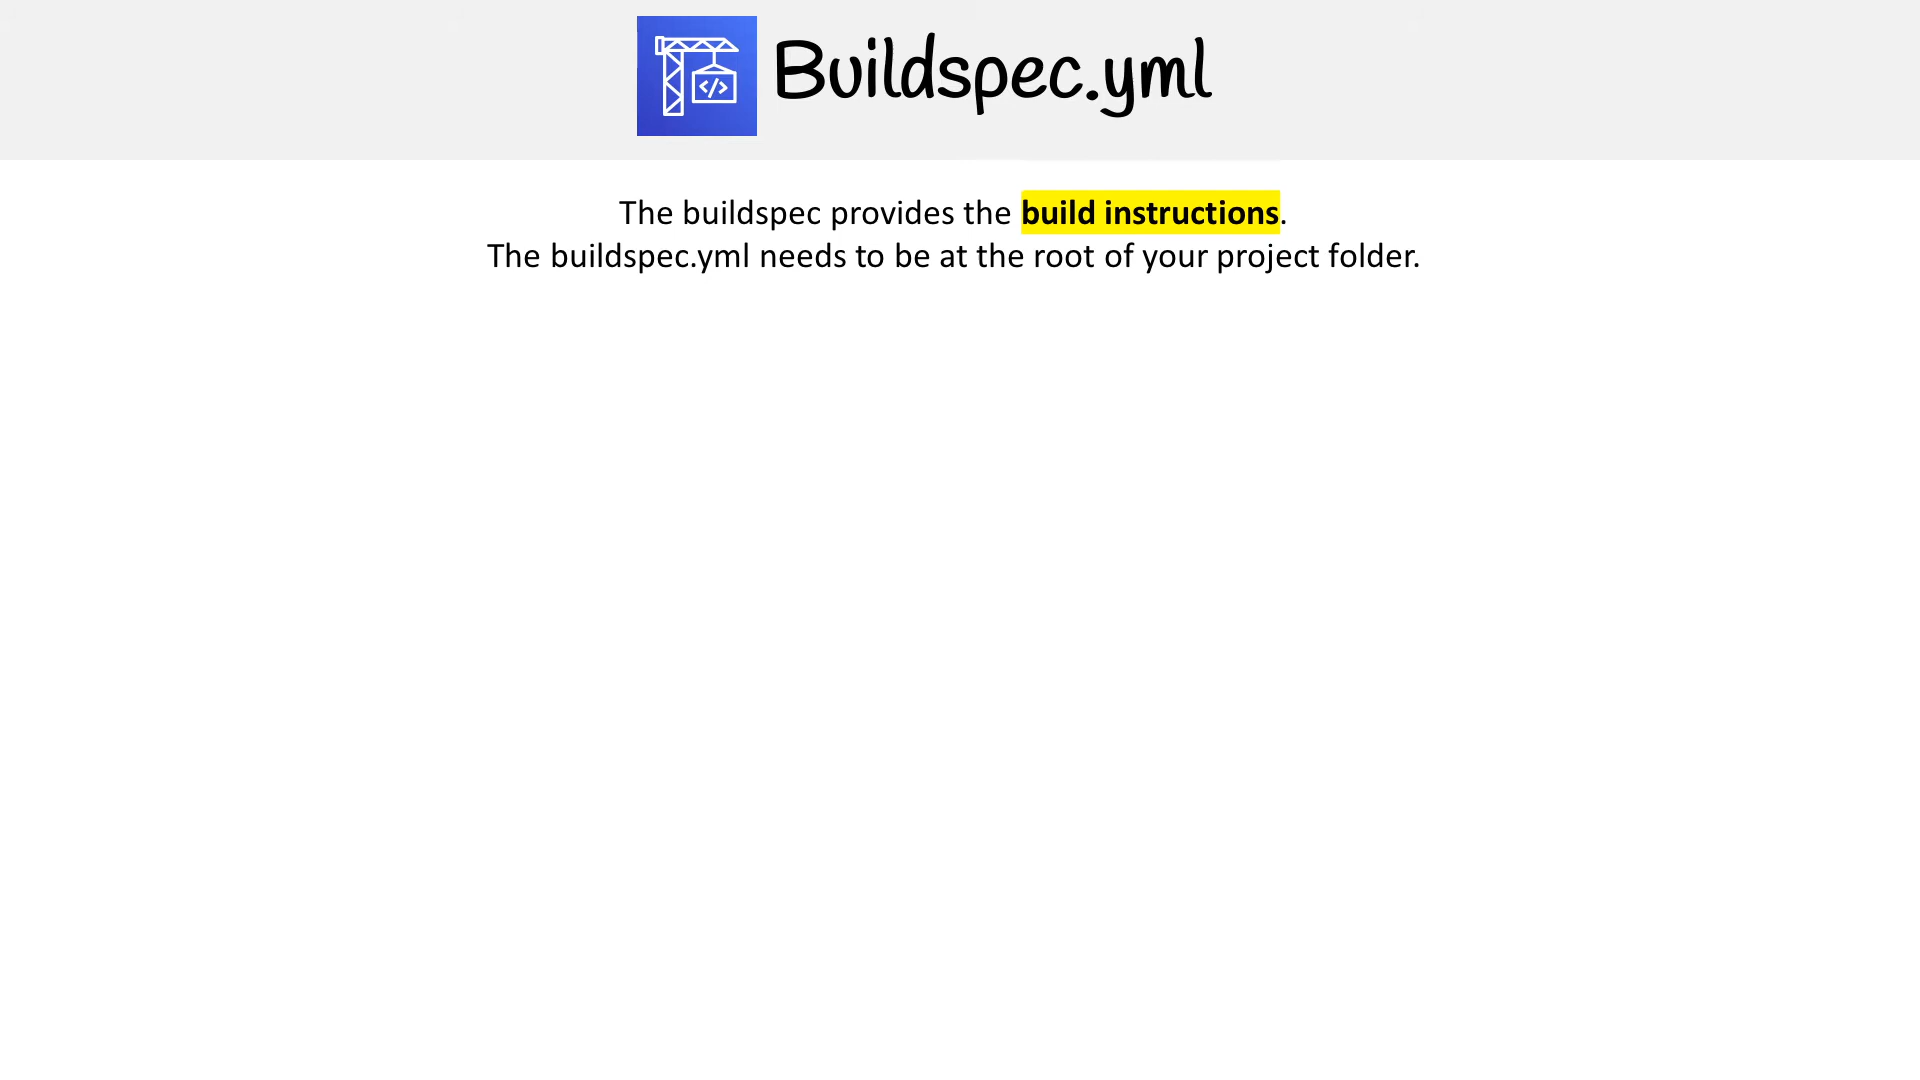 Buildspec.yml
The buildspec provides the build instructions.
The buildspec.yml needs to be at the root of your project folder.